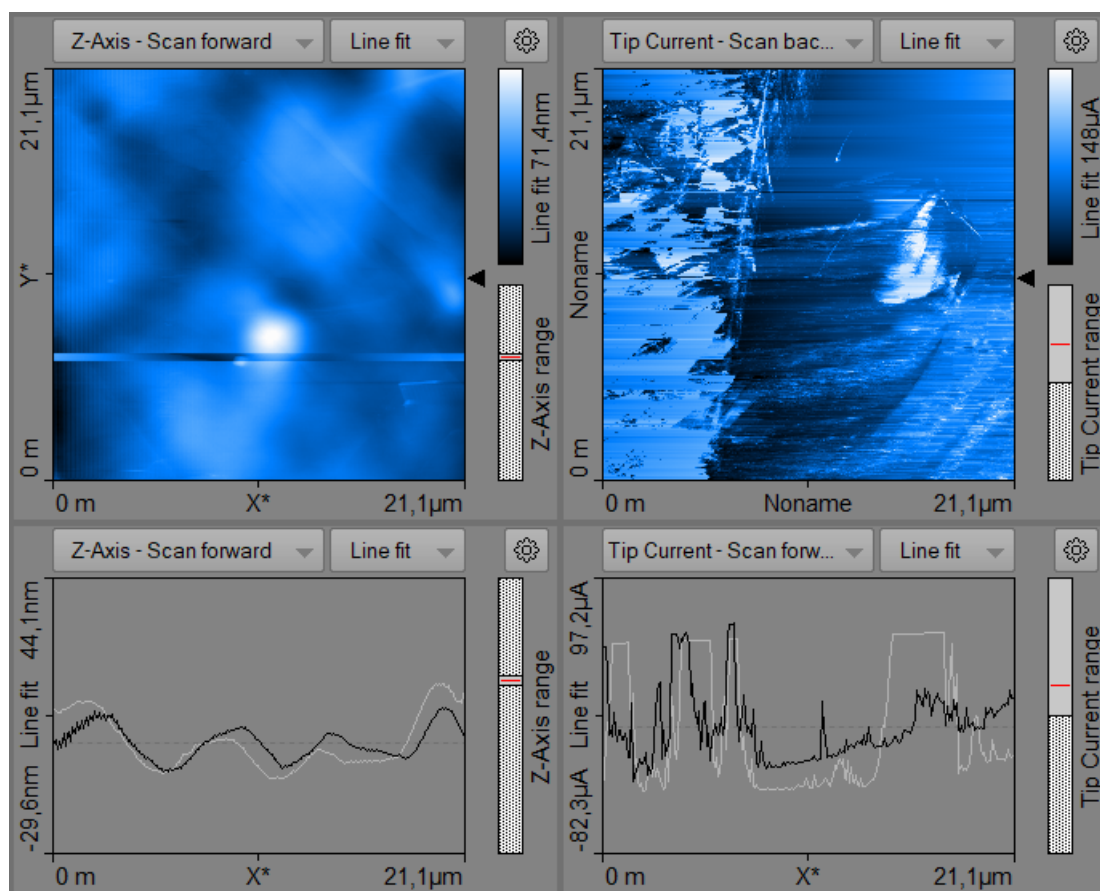 Z-Axis - Scan forward
Line fit
21,1µm
Y*
0 m
0 m
X*
21,1µm
Line fit 71,4nm
Z-Axis range
Tip Current - Scan bac...
Line fit
21,1µm
Noname
0 m
0 m
Noname
21,1µm
Line fit 148µA
Tip Current range
Z-Axis - Scan forward
Line fit
44,1nm
Line fit
-29,6nm
0 m
X*
21,1µm
Z-Axis range
Tip Current - Scan forw...
Line fit
97,2µA
Line fit
-82,3µA
0 m
X*
21,1µm
Tip Current range